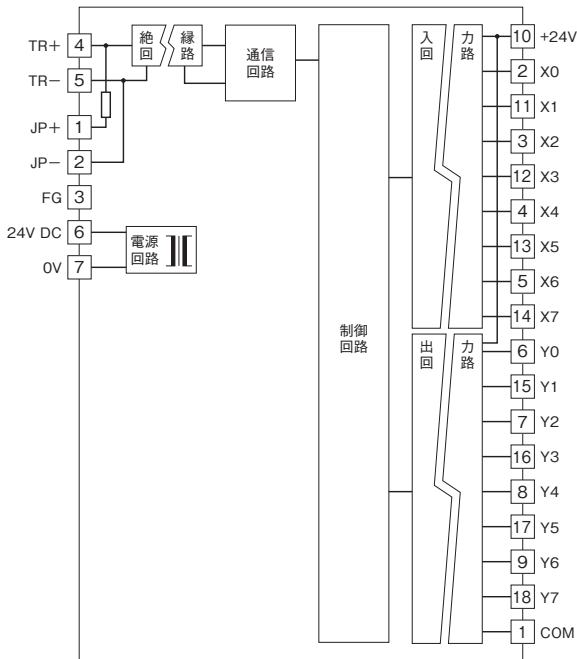 TR+ 4
TR− 5
JP+ 1
JP− 2
FG 3
24V DC 6
0V 7
絶 縁
回 路
通信
回路
電源
回路
制御
回路
入 力
回 路
出 力
回 路
10 +24V
2 X0
11 X1
3 X2
12 X3
4 X4
13 X5
5 X6
14 X7
6 Y0
15 Y1
7 Y2
16 Y3
8 Y4
17 Y5
9 Y6
18 Y7
1 COM